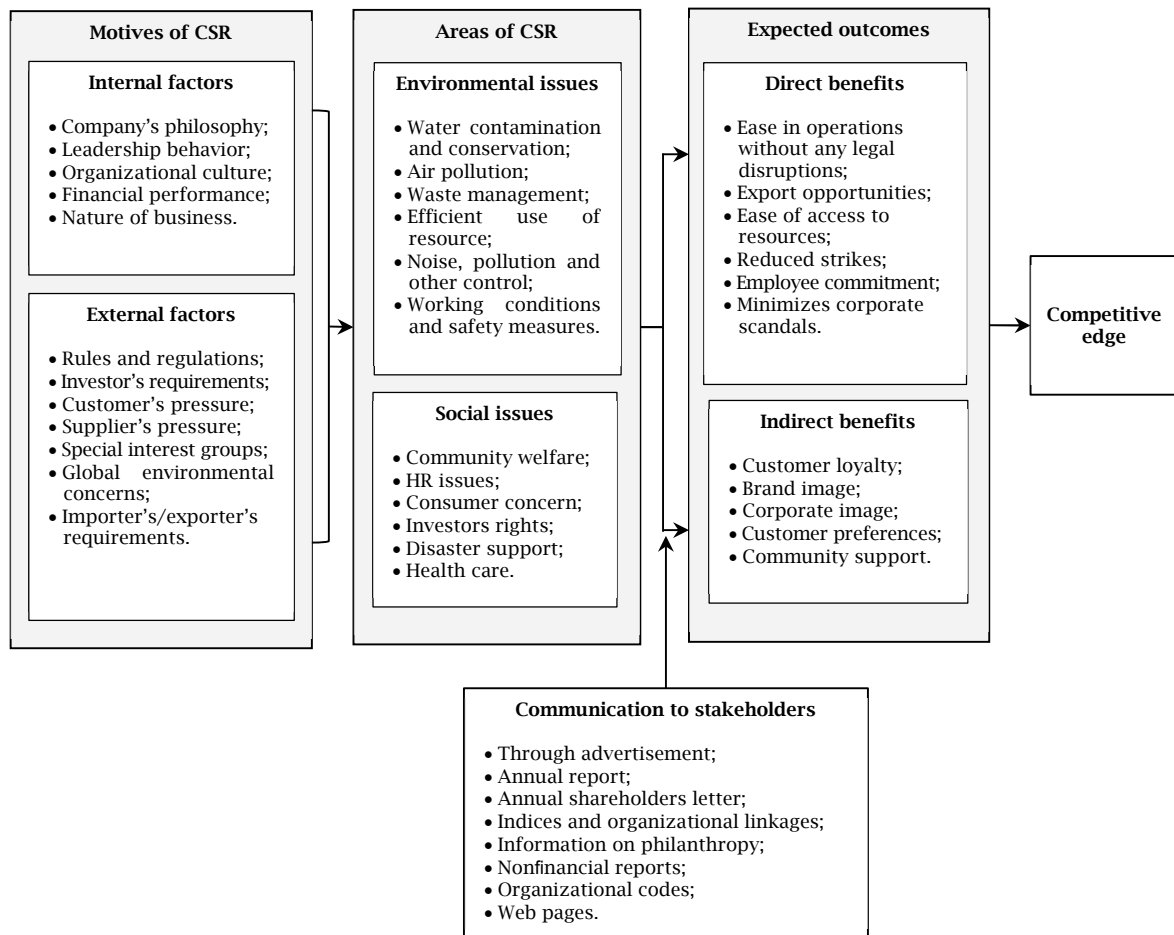 Motives of CSR
Internal factors
• Company's philosophy;
• Leadership behavior;
• Organizational culture;
• Financial performance;
• Nature of business.
External factors
• Rules and regulations;
• Investor's requirements;
• Customer's pressure;
• Supplier's pressure;
• Special interest groups;
• Global environmental
concerns;
• Importer's/exporter's
requirements.
Areas of CSR
Environmental issues
• Water contamination
and conservation;
• Air pollution;
• Waste management;
• Efficient use of
resource;
• Noise, pollution and
other control;
• Working conditions
and safety measures.
Social issues
• Community welfare;
• HR issues;
• Consumer concern;
• Investors rights;
• Disaster support;
• Health care.
Expected outcomes
Direct benefits
• Ease in operations
without any legal
disruptions;
• Export opportunities;
• Ease of access to
resources;
• Reduced strikes;
• Employee commitment;
• Minimizes corporate
scandals.
Indirect benefits
• Customer loyalty;
• Brand image;
• Corporate image;
• Customer preferences;
• Community support.
Competitive
edge
Communication to stakeholders
• Through advertisement;
• Annual report;
• Annual shareholders letter;
• Indices and organizational linkages;
• Information on philanthropy;
• Nonfinancial reports;
• Organizational codes;
• Web pages.